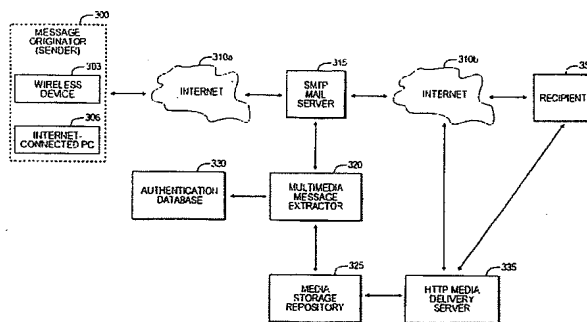 300
MESSAGE
ORIGINATOR
(SENDER)
303
WIRELESS
DEVICE
306
INTERNET-
CONNECTED PC
310a
INTERNET
315
SMTP
MAIL
SERVER
310b
INTERNET
RECIPIENT
330
AUTHENTICATION
DATABASE
320
MULTIMEDIA
MESSAGE
EXTRACTOR
325
MEDIA
STORAGE
REPOSITORY
335
HTTP MEDIA
DELIVERY
SERVER